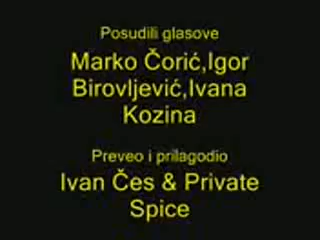 Posudili glasove
Marko Čorić,Igor
Birovljević,Ivana
Kozina
Preveo i prilagodio
Ivan Čes & Private
Spice